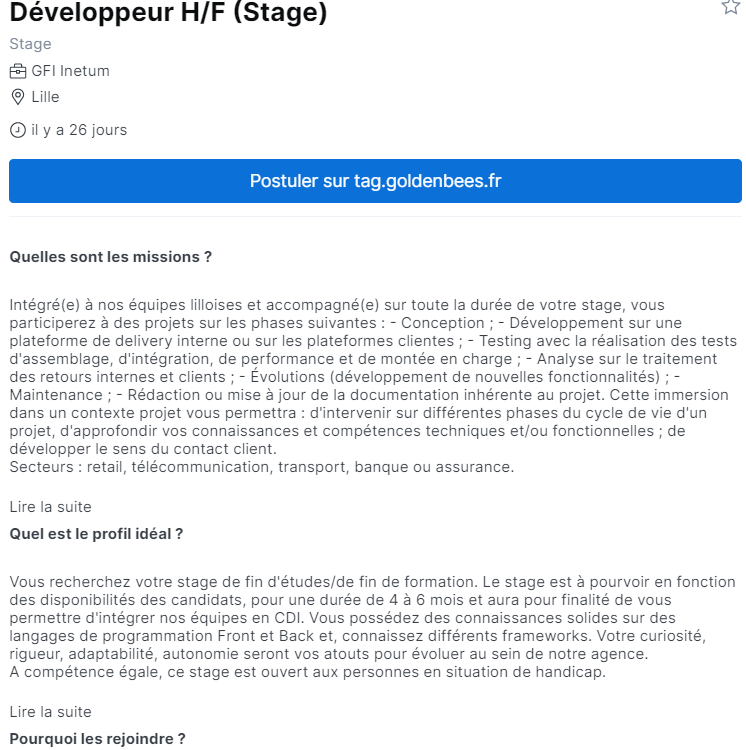 Développeur H/F (Stage)
Stage
GFI Inetum
Lille
il y a 26 jours
Postuler sur tag.goldenbees.fr
Quelles sont les missions ?
Intégré(e) à nos équipes lilloises et accompagné(e) sur toute la durée de votre stage, vous
participerez à des projets sur les phases suivantes : - Conception ; - Développement sur une
plateforme de delivery interne ou sur les plateformes clientes ; - Testing avec la réalisation des tests
d'assemblage, d'intégration, de performance et de montée en charge ; - Analyse sur le traitement
des retours internes et clients ; - Évolutions (développement de nouvelles fonctionnalités) ; -
Maintenance ; - Rédaction ou mise à jour de la documentation inhérente au projet. Cette immersion
dans un contexte projet vous permettra : d'intervenir sur différentes phases du cycle de vie d'un
projet, d'approfondir vos connaissances et compétences techniques et/ou fonctionnelles ; de
développer le sens du contact client.
Secteurs : retail, télécommunication, transport, banque ou assurance.
Lire la suite
Quel est le profil idéal ?
Vous recherchez votre stage de fin d'études/de fin de formation. Le stage est à pourvoir en fonction
des disponibilités des candidats, pour une durée de 4 à 6 mois et aura pour finalité de vous
permettre d'intégrer nos équipes en CDI. Vous possédez des connaissances solides sur des
langages de programmation Front et Back et, connaissez différents frameworks. Votre curiosité,
rigueur, adaptabilité, autonomie seront vos atouts pour évoluer au sein de notre agence.
A compétence égale, ce stage est ouvert aux personnes en situation de handicap.
Lire la suite
Pourquoi les rejoindre ?